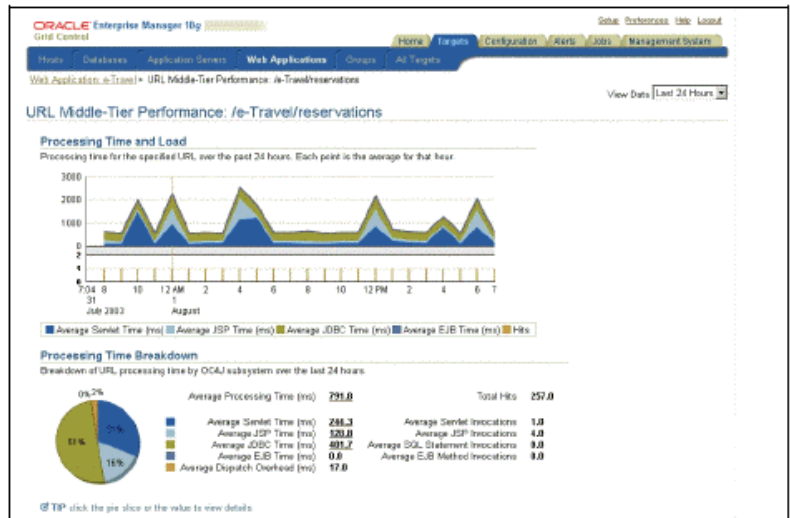 ORACLE Enterprise Manager 10g
Grid Control
Setup Preferences Help Logout
Home Targets Configuration Alerts Jobs Management System
Hosts Databases Application Servers Web Applications Groups All Targets
Web Application: e-Travel > URL Middle-Tier Performance: /e-Travel/reservations
View Data Last 24 Hours
URL Middle-Tier Performance: /e-Travel/reservations
Processing Time and Load
Processing time for the specified URL over the past 24 hours. Each point is the average for that hour.
3000
2000
1000
0
2
1
0
7:04 8 10 12 AM 2 4 6 8 10 12 PM 2 4 6 7
31 1
July 2003 August
Average Servlet Time (ms) Average JSP Time (ms) Average JDBC Time (ms) Average EJB Time (ms) Hits
Processing Time Breakdown
Breakdown of URL processing time by OC4J subsystem over the last 24 hours.
0% 2%
31%
16%
Average Processing Time (ms) 791.8 Total Hits 257.0
Average Servlet Time (ms) 246.3 Average Servlet Invocations 1.0
Average JSP Time (ms) Average JSP Invocations 4.0
Average JDBC Time (ms) 401.7 Average SQL Statement Invocations 0.0
Average EJB Time (ms) 0.0 Average EJB Method Invocations 0.0
Average Dispatch Overhead (ms) 17.0
TIP click the pie slice or the value to view details